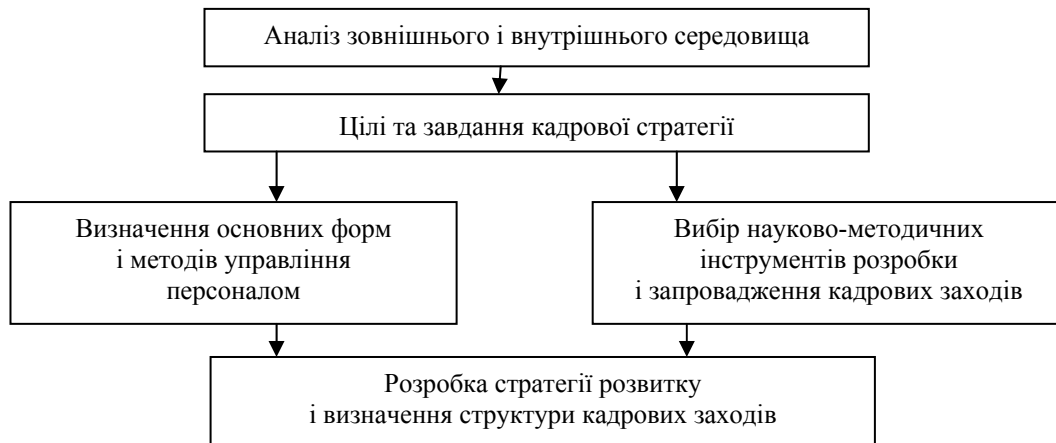 Аналіз зовнішнього і внутрішнього середовища
Цілі та завдання кадрової стратегії
Визначення основних форм
і методів управління
персоналом
Вибір науково-методичних
інструментів розробки
і запровадження кадрових заходів
Розробка стратегії розвитку
і визначення структури кадрових заходів